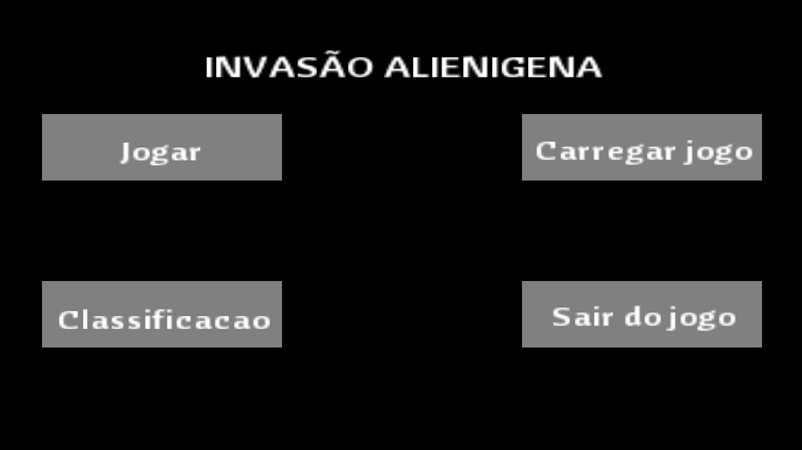 INVASÃO ALIENIGENA
Jogar
Carregar jogo
Classificacao
Sair do jogo